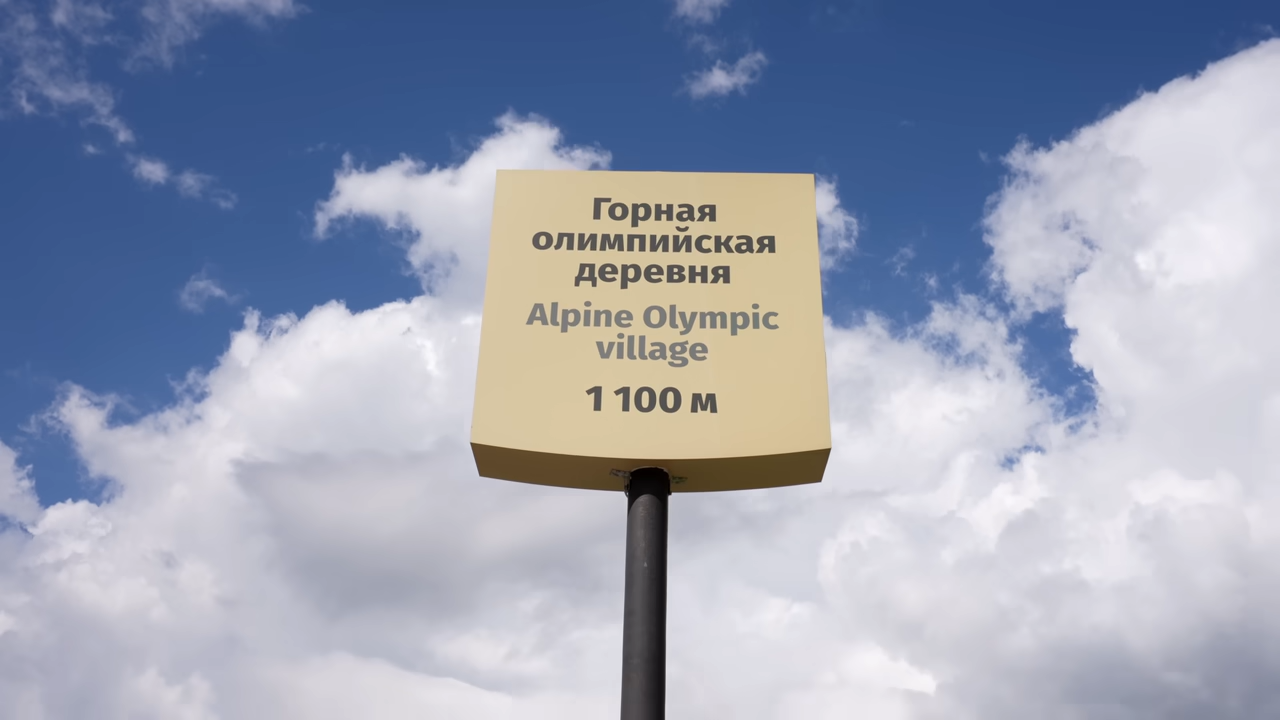 Горная
олимпийская
деревня
Alpine Olympic
village
1 100 м